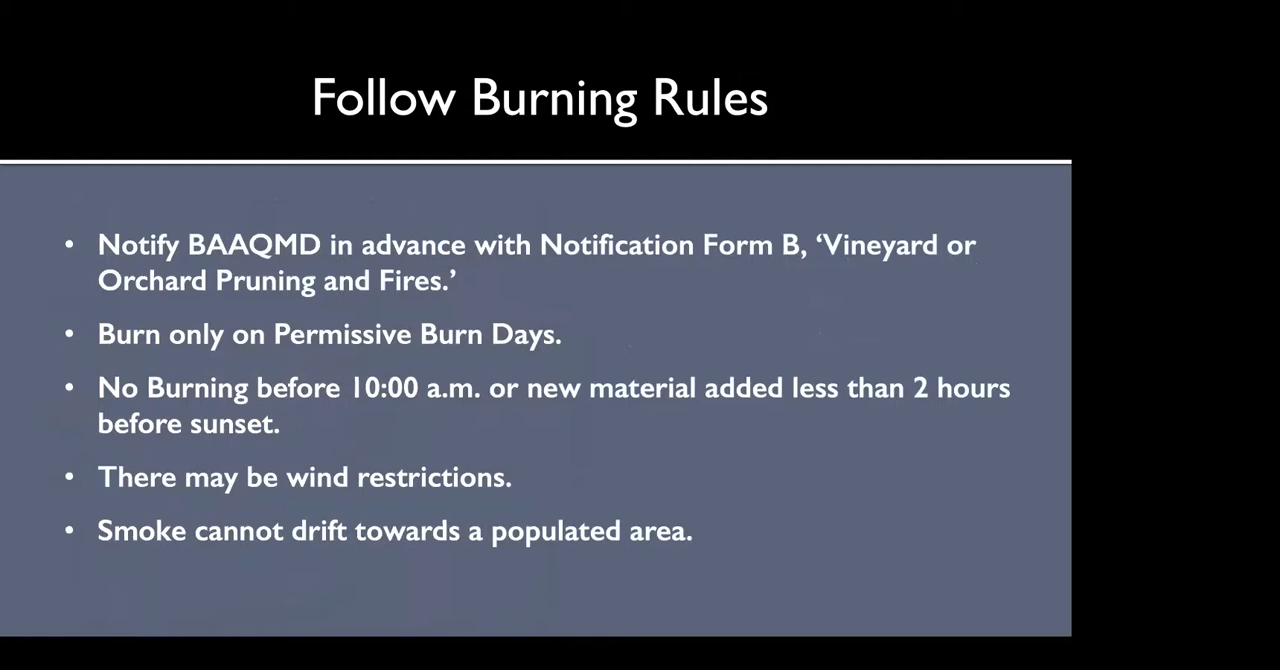 Follow Burning Rules
• Notify BAAQMD in advance with Notification Form B, ‘Vineyard or
Orchard Pruning and Fires.’
• Burn only on Permissive Burn Days.
• No Burning before 10:00 a.m. or new material added less than 2 hours
before sunset.
• There may be wind restrictions.
• Smoke cannot drift towards a populated area.